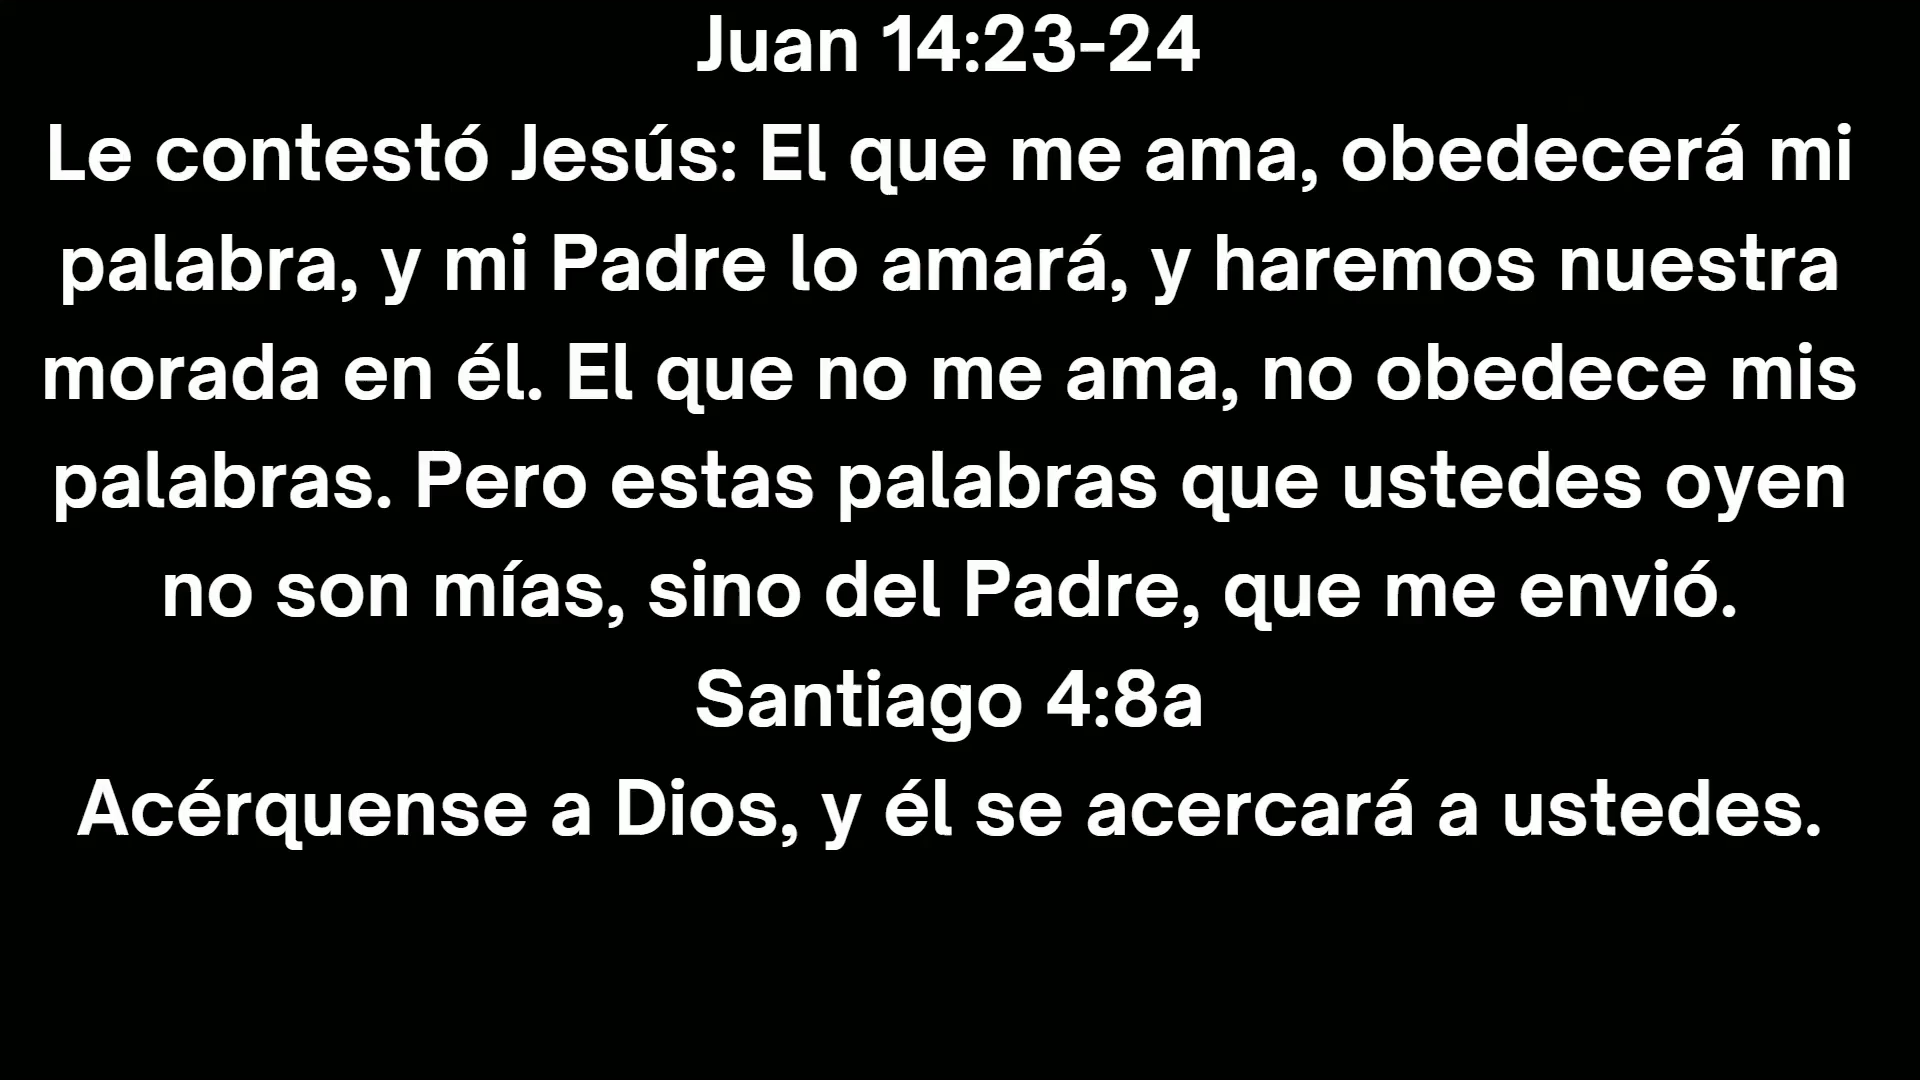 Juan 14:23-24
Le contestó Jesús: El que me ama, obedecerá mi
palabra, y mi Padre lo amará, y haremos nuestra
morada en él. El que no me ama, no obedece mis
palabras. Pero estas palabras que ustedes oyen
no son mías, sino del Padre, que me envió.
Santiago 4:8a
Acérquense a Dios, y él se acercará a ustedes.